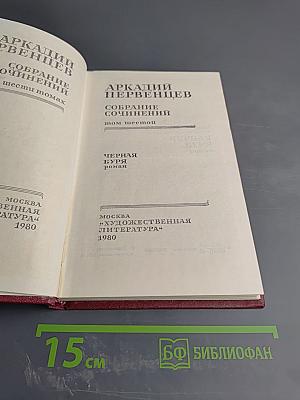 АРКАДИЙ
ПЕРВЕНЦЕВ
СОБРАНИЕ
СОЧИНЕНИЙ
шести томах
МОСКВА
ВЕННАЯ
ЛИТЕРАТУРА“
1980
АРКАДИЙ
ПЕРВЕНЦЕВ
СОБРАНИЕ
СОЧИНЕНИЙ
том шестой
ЧЕРНАЯ
БУРЯ
роман
МОСКВА
„ХУДОЖЕСТВЕННАЯ
ЛИТЕРАТУРА“
1980
15 см
БФ БИБЛИОФАН